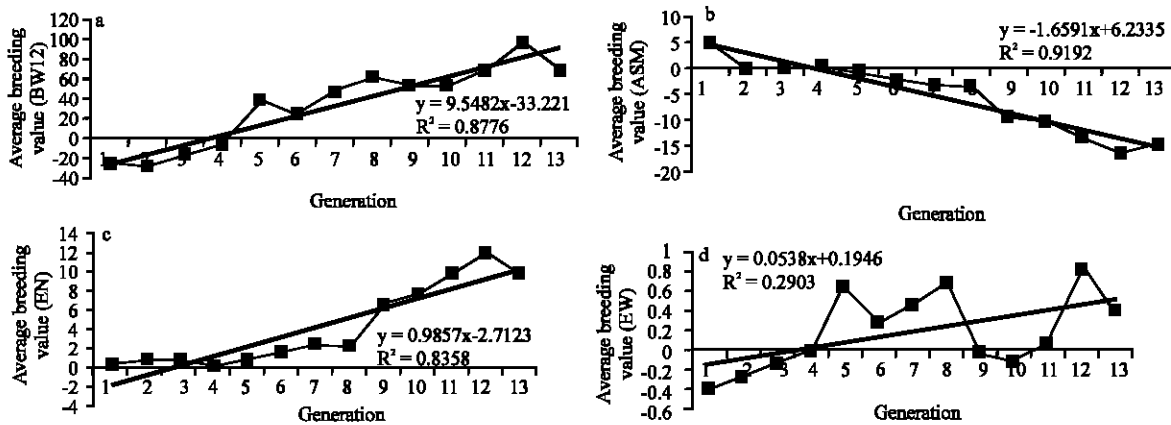 a
Average breeding
value (BW12)
120
100
80
60
40
20
0
-20
-40
1 3 4 5 6 7 8 9 10 11 12 13
y = 9.5482x-33.221
R² = 0.8776
Generation
b
Average breeding
value (ASM)
10
5
0
-5
-10
-15
-20
1 2 3 4 5 6 7 8 9 10 11 12 13
y = -1.6591x+6.2335
R² = 0.9192
Generation
c
Average breeding
value (EN)
14
12
10
8
6
4
2
0
-2
-4
1 2 3 4 5 6 7 8 9 10 11 12 13
y = 0.9857x-2.7123
R² = 0.8358
Generation
d
Average breeding
value (EW)
1
0.8
0.6
0.4
0.2
0
-0.2
-0.4
-0.6
1 2 3 4 5 6 7 8 9 10 11 12 13
y = 0.0538x+0.1946
R² = 0.2903
Generation